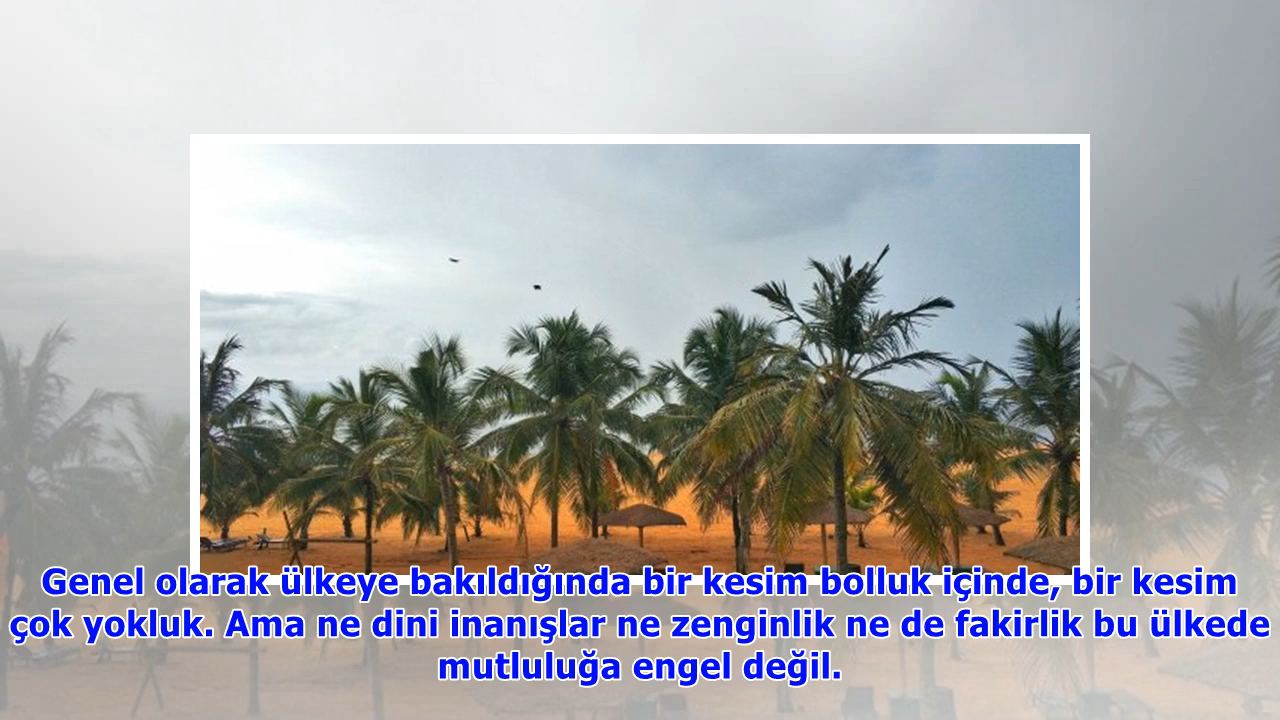 Genel olarak ülkeye bakıldığında bir kesim bolluk içinde, bir kesim
çok yokluk. Ama ne dini inanışlar ne zenginlik ne de fakirlik bu ülkede
mutluluğa engel değil.